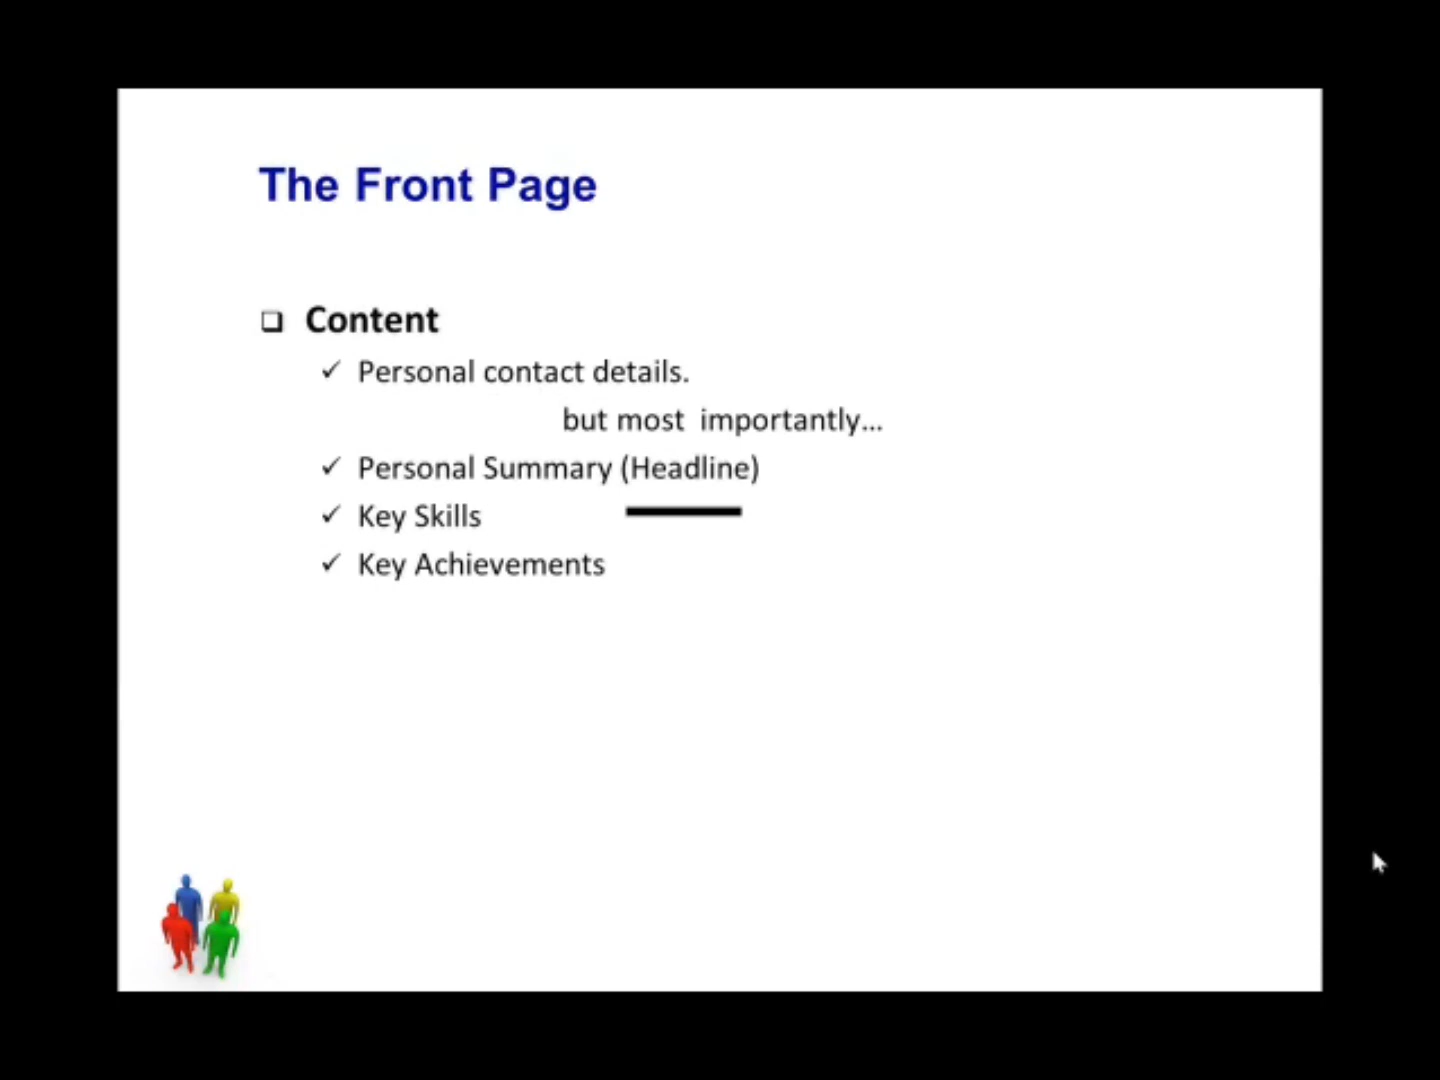 The Front Page
Content
Personal contact details.
but most importantly...
Personal Summary (Headline)
Key Skills
Key Achievements